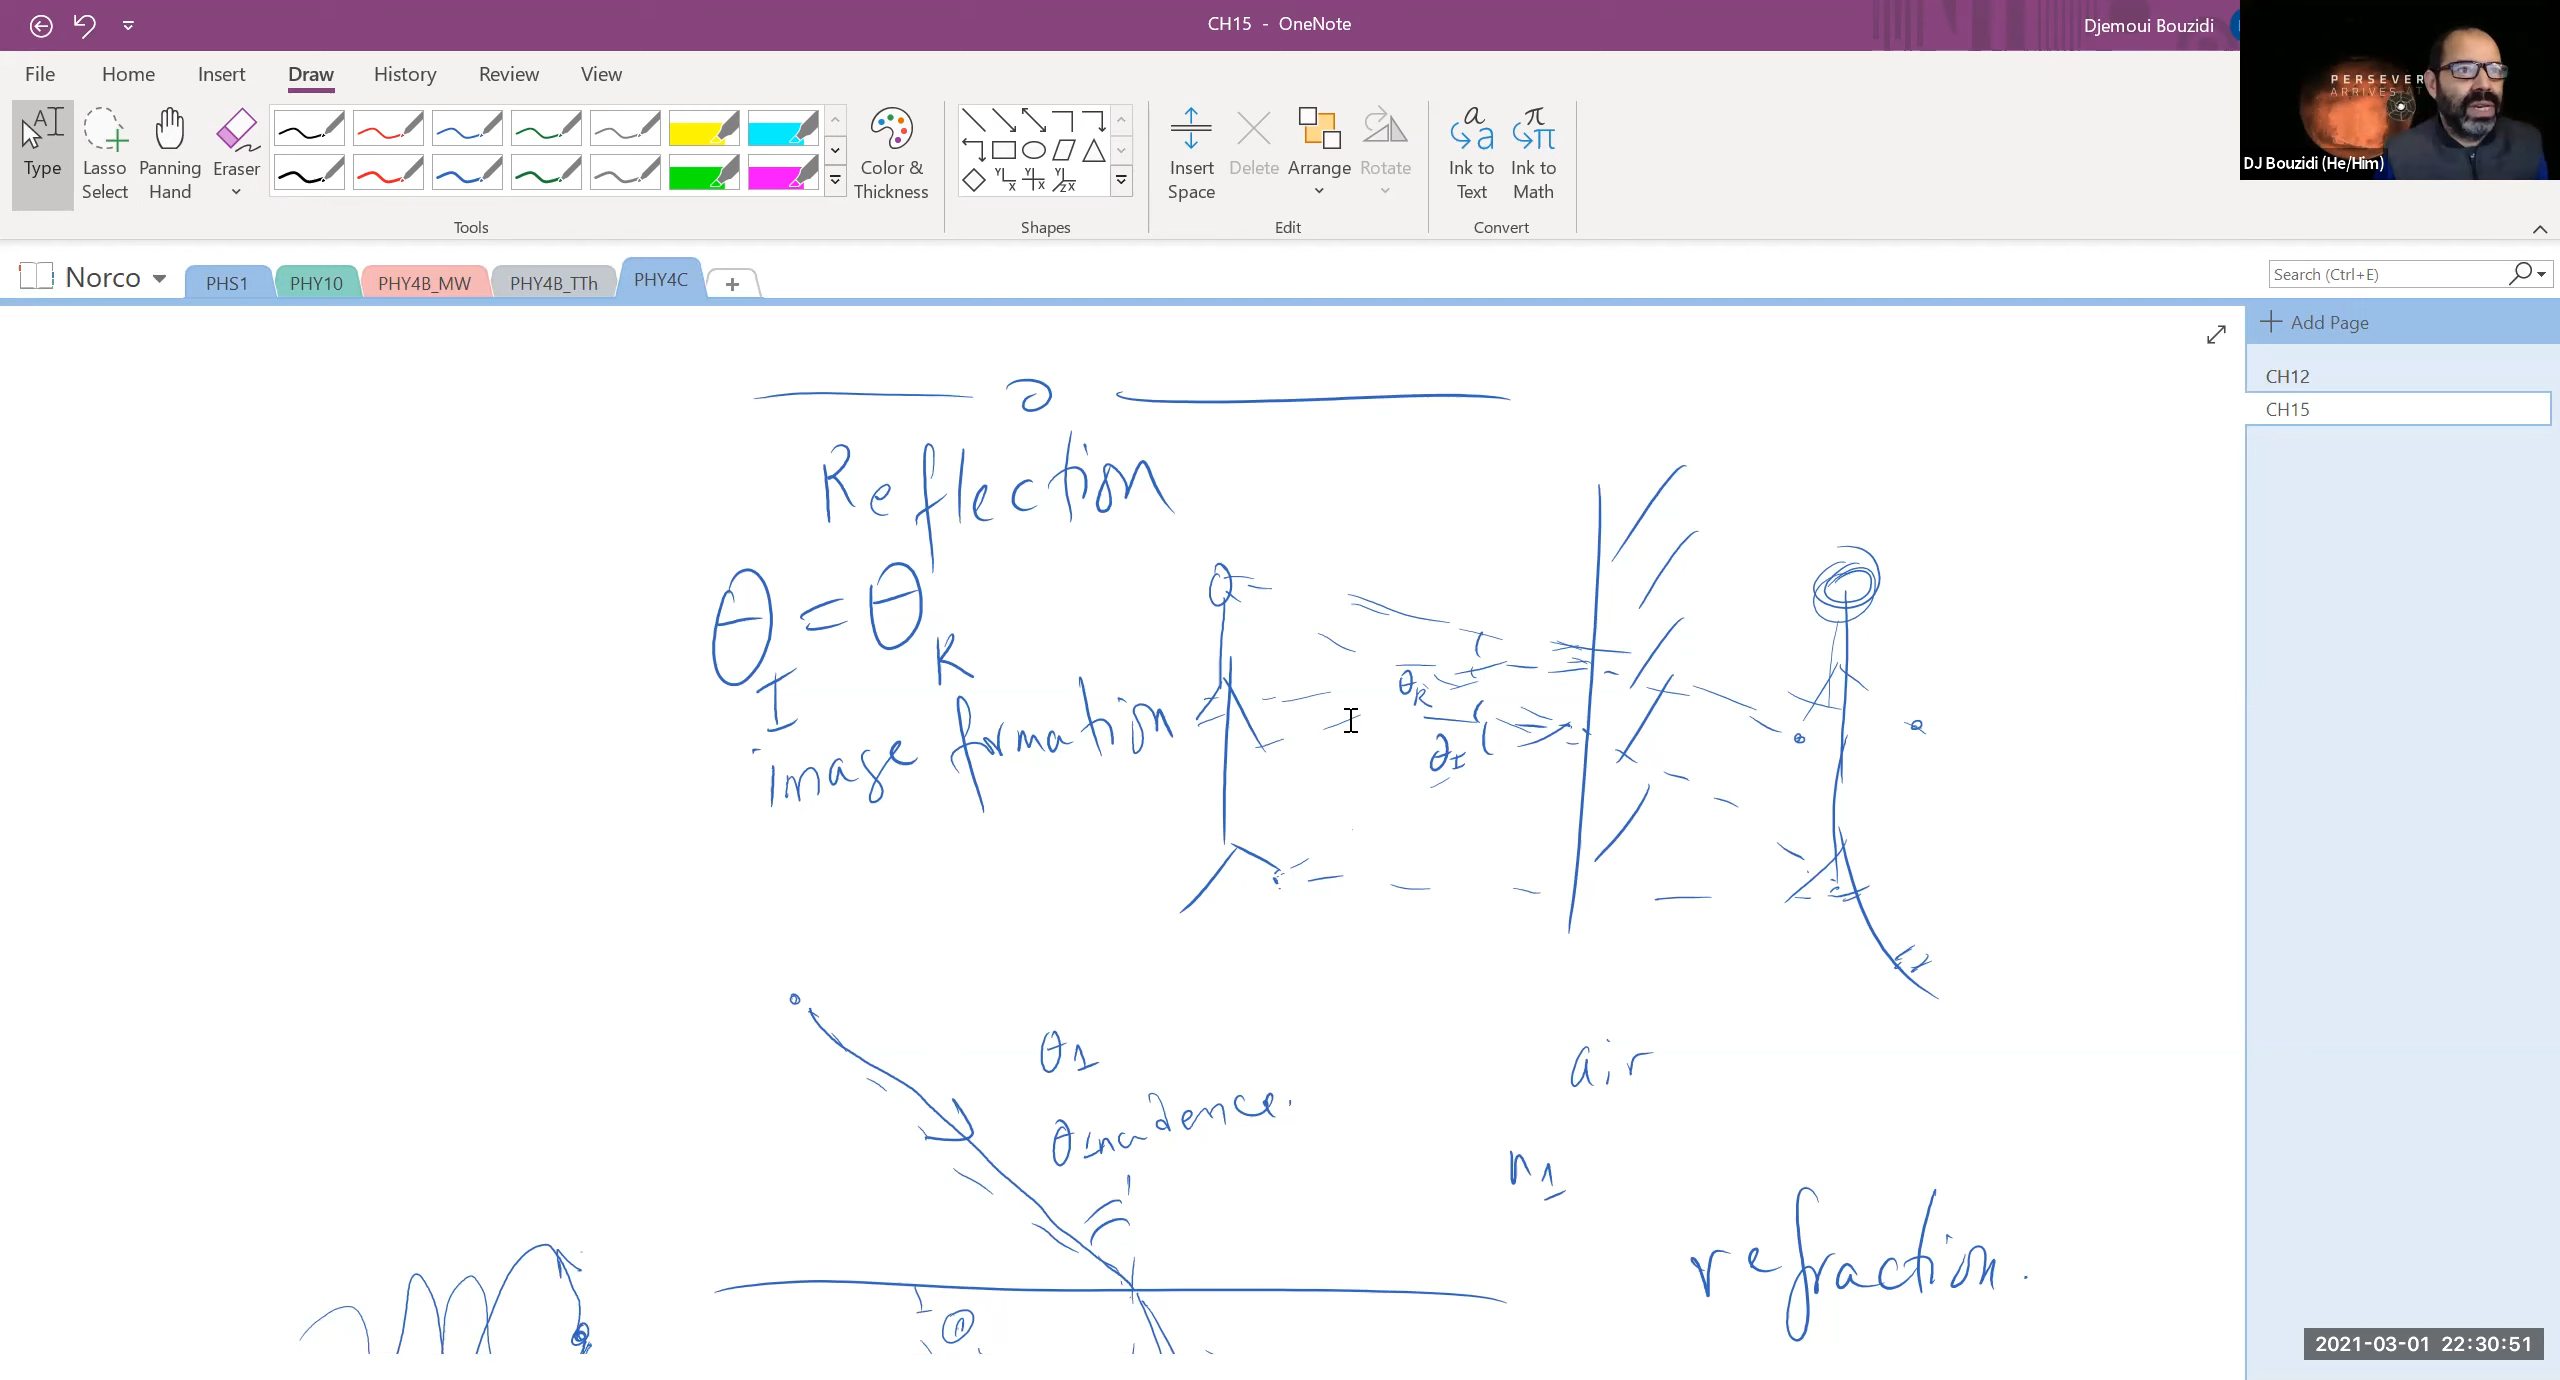 CH15 - OneNote
Djemoui Bouzidi
File Home Insert Draw History Review View
PERSEVER
ARRIVES AT
DJ Bouzidi (He/Him)
Type
Lasso Select
Panning Hand
Eraser
Color & Thickness
Insert Space
Delete
Arrange
Rotate
Ink to Text
Ink to Math
Tools
Shapes
Edit
Convert
Norco PHS1 PHY10 PHY4B_MW PHY4B_TTh PHY4C
Search (Ctrl+E)
Add Page
CH12
CH15
Reflection
θI = θR
image formation
θR
θI
θ1
air
n1
refraction.
2021-03-01 22:30:51